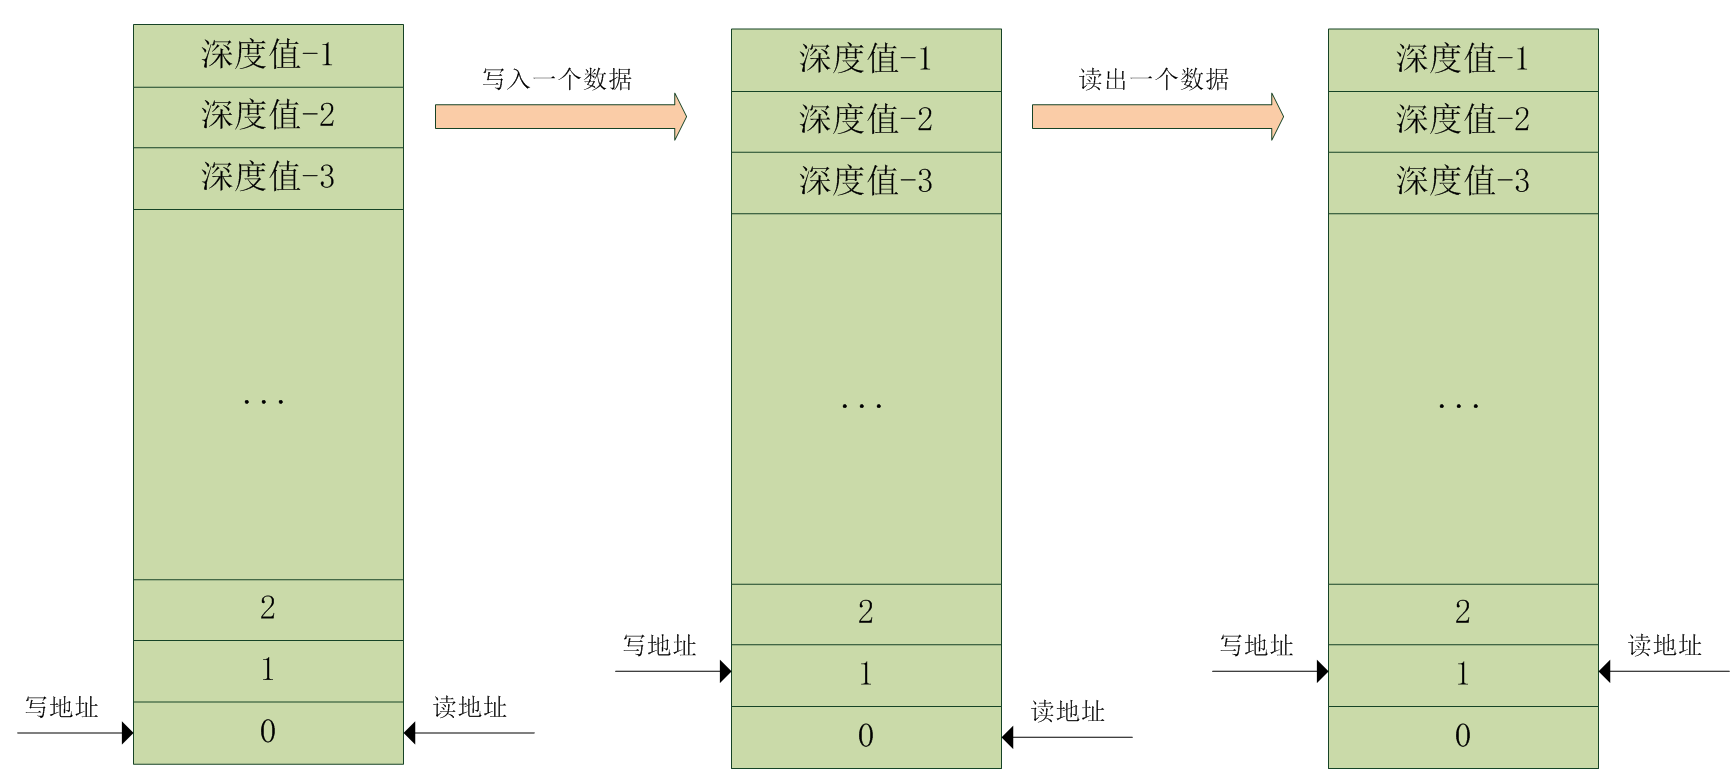 深度值-1
深度值-2
深度值-3
...
2
1
0
写地址
读地址
写入一个数据
深度值-1
深度值-2
深度值-3
...
2
1
0
写地址
读地址
读出一个数据
深度值-1
深度值-2
深度值-3
...
2
1
0
写地址
读地址